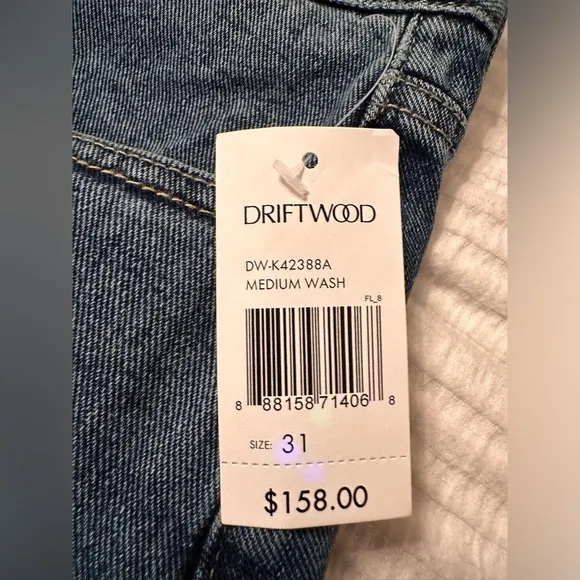 DRIFTWOOD
DW-K42388A
MEDIUM WASH
FL_8
8 88158 71406 8
SIZE: 31
$158.00